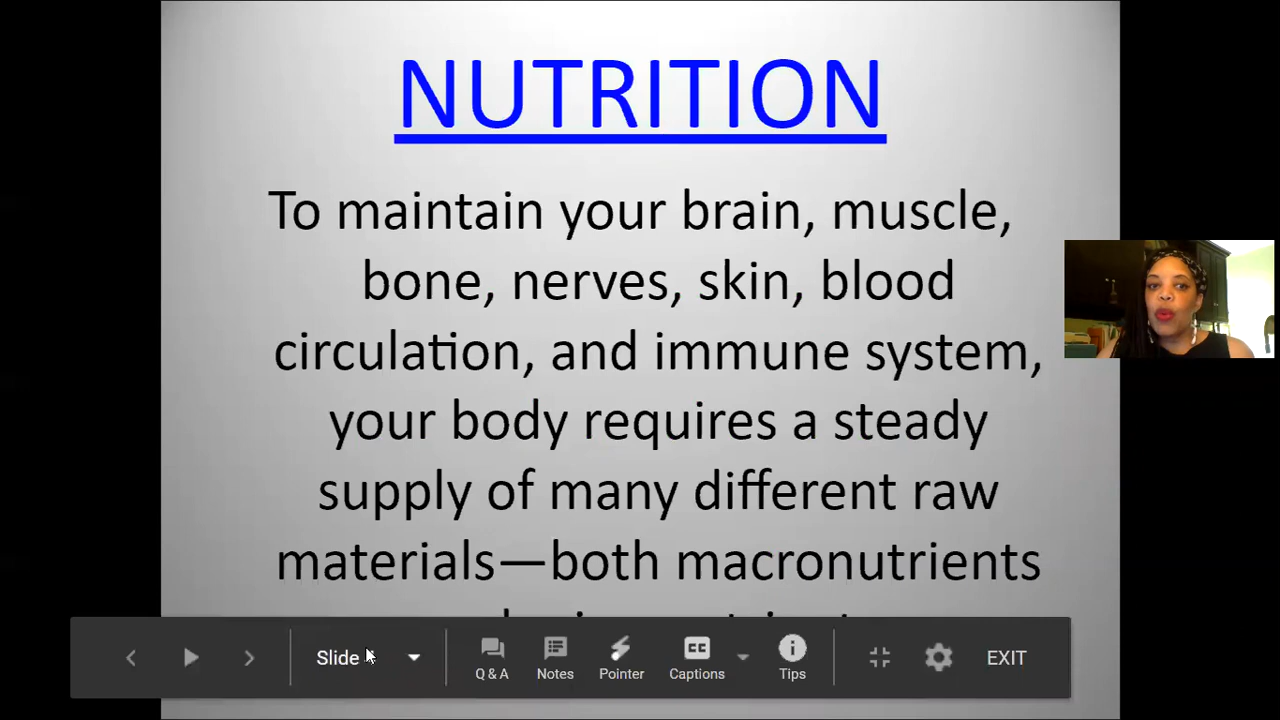 NUTRITION
To maintain your brain, muscle,
bone, nerves, skin, blood
circulation, and immune system,
your body requires a steady
supply of many different raw
materials—both macronutrients
Slide
Q & A
Notes
Pointer
CC
Captions
Tips
EXIT